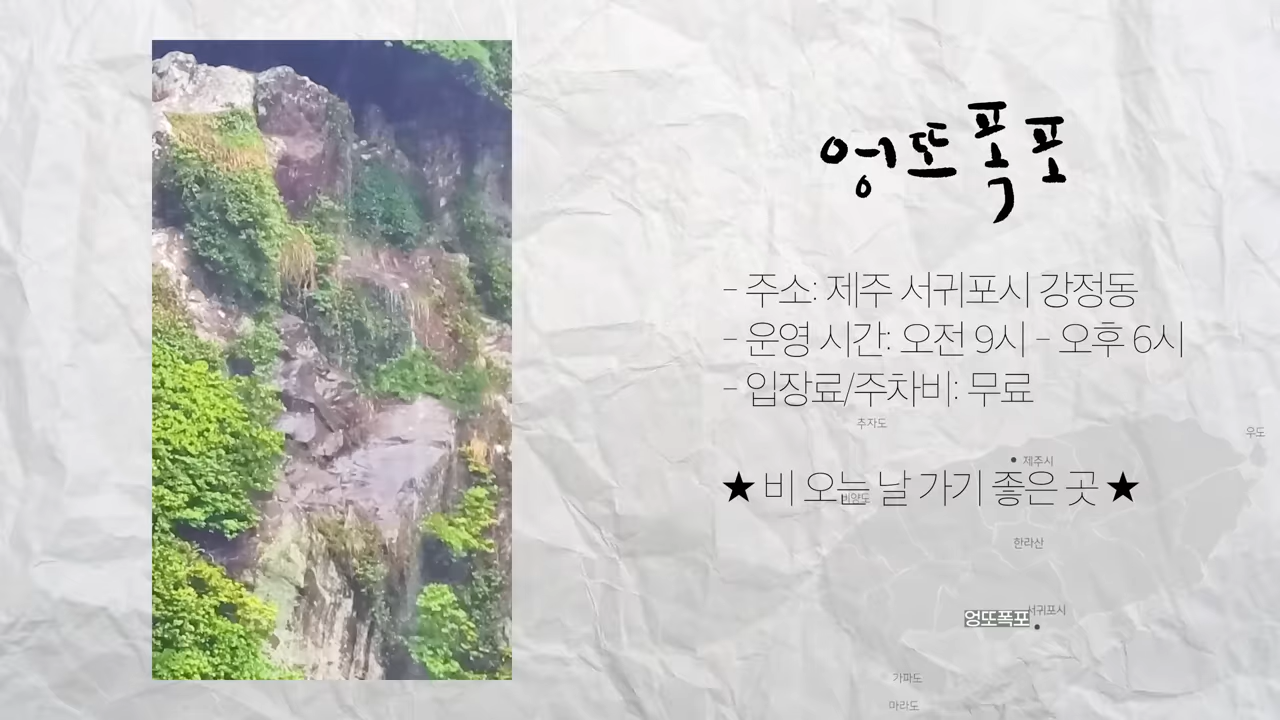 엉또폭포
- 주소: 제주 서귀포시 강정동
- 운영 시간: 오전 9시 - 오후 6시
- 입장료/주차비: 무료
추자도
우도
제주시
★ 비 오는 날 가기 좋은 곳 ★
비양도
한라산
서귀포시
엉또폭포
가파도
마라도